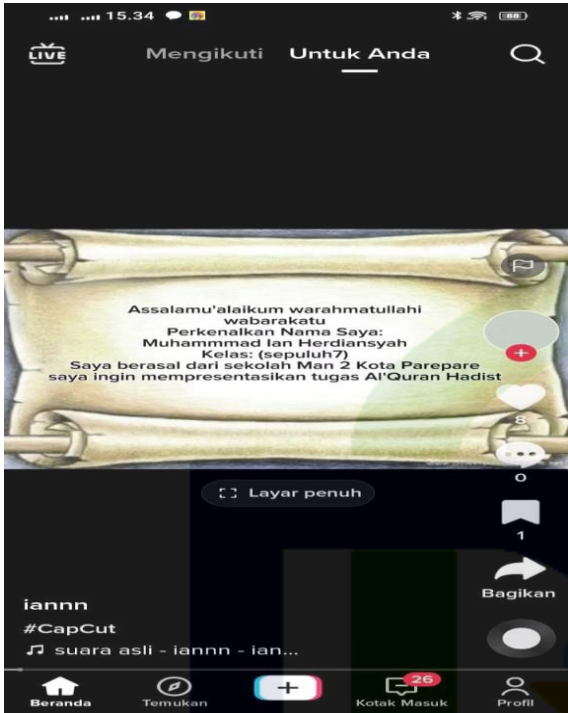 15.34
88
LIVE
Mengikuti Untuk Anda
Assalamu'alaikum warahmatullahi
wabarakatu
Perkenalkan Nama Saya:
Muhammmad Ian Herdiansyah
Kelas: (sepuluh7)
Saya berasal dari sekolah Man 2 Kota Parepare
saya ingin mempresentasikan tugas Al'Quran Hadist
8
0
Layar penuh
1
Bagikan
iannn
#CapCut
suara asli - iannn - ian...
26
Beranda Temukan Kotak Masuk Profil